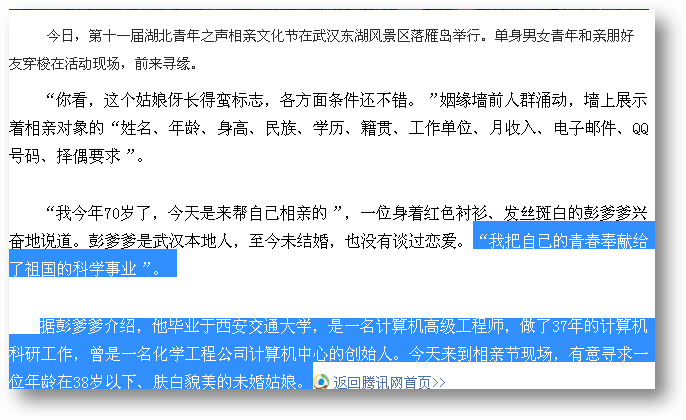 今日，第十一届湖北青年之声相亲文化节在武汉东湖风景区落雁岛举行。单身男女青年和亲朋好
友穿梭在活动现场，前来寻缘。
“你看，这个姑娘伢长得蛮标志，各方面条件还不错。”姻缘墙前人群涌动，墙上展示
着相亲对象的“姓名、年龄、身高、民族、学历、籍贯、工作单位、月收入、电子邮件、QQ
号码、择偶要求 ”。
“我今年70岁了，今天是来帮自己相亲的 ”，一位身着红色衬衫、发丝斑白的彭爹爹兴
奋地说道。彭爹爹是武汉本地人，至今未结婚，也没有谈过恋爱。“我把自己的青春奉献给
了祖国的科学事业 ”。
据彭爹爹介绍，他毕业于西安交通大学，是一名计算机高级工程师，做了37年的计算机
科研工作，曾是一名化学工程公司计算机中心的创始人。今天来到相亲节现场，有意寻求一
位年龄在38岁以下、肤白貌美的未婚姑娘。返回腾讯网首页>>